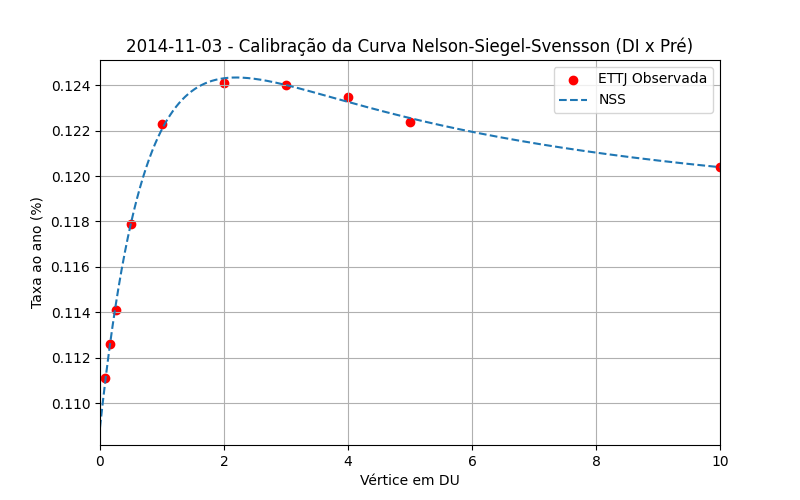 2014-11-03 - Calibração da Curva Nelson-Siegel-Svensson (DI x Pré)
ETTJ Observada
NSS
Taxa ao ano (%)
0.124
0.122
0.120
0.118
0.116
0.114
0.112
0.110
0 2 4 6 8 10
Vértice em DU